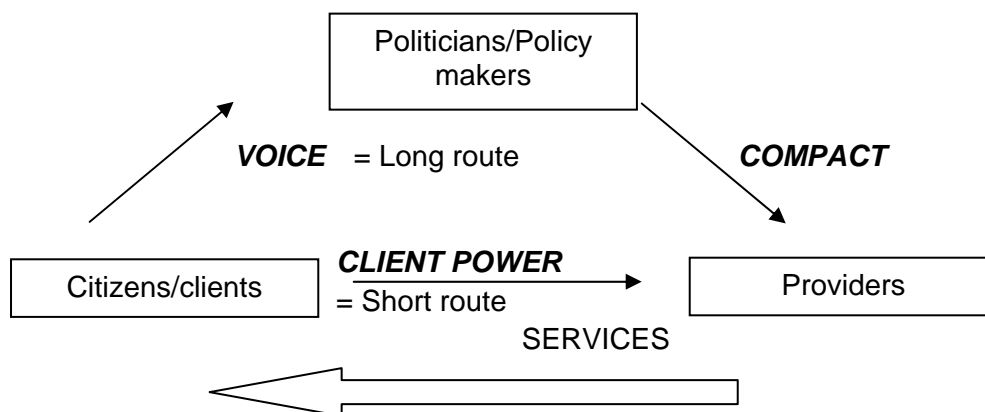 Politicians/Policy
makers
VOICE = Long route
COMPACT
Citizens/clients
CLIENT POWER
= Short route
Providers
SERVICES